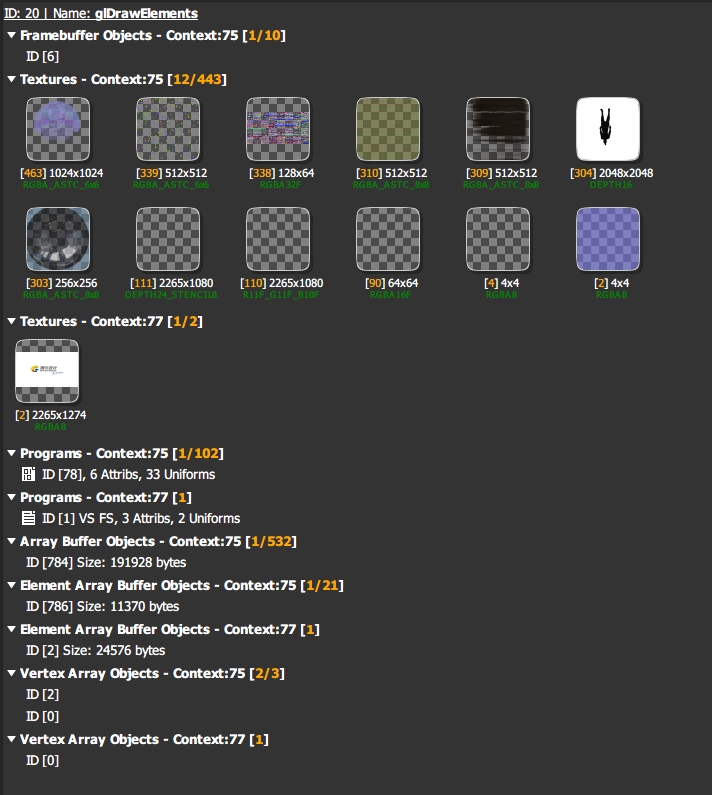 ID: 20 | Name: glDrawElements
Framebuffer Objects - Context:75 [1/10]
ID [6]
Textures - Context:75 [12/443]
[463] 1024x1024 [339] 512x512 [338] 128x64 [310] 512x512 [309] 512x512 [304] 2048x2048
RGBA_ASTC_6x6 RGBA_ASTC_6x6 RGBA32F RGBA_ASTC_8x8 RGBA_ASTC_8x8 DEPTH16
[303] 256x256 [111] 2265x1080 [110] 2265x1080 [90] 64x64 [4] 4x4 [2] 4x4
RGBA_ASTC_8x8 DEPTH24_STENCIL8 R11F_G11F_B10F RGBA16F RGBA8 RGBA8
Textures - Context:77 [1/2]
[2] 2265x1274
RGBA8
Programs - Context:75 [1/102]
ID [78], 6 Attribs, 33 Uniforms
Programs - Context:77 [1]
ID [1] VS FS, 3 Attribs, 2 Uniforms
Array Buffer Objects - Context:75 [1/532]
ID [784] Size: 191928 bytes
Element Array Buffer Objects - Context:75 [1/21]
ID [786] Size: 11370 bytes
Element Array Buffer Objects - Context:77 [1]
ID [2] Size: 24576 bytes
Vertex Array Objects - Context:75 [2/3]
ID [2]
ID [0]
Vertex Array Objects - Context:77 [1]
ID [0]